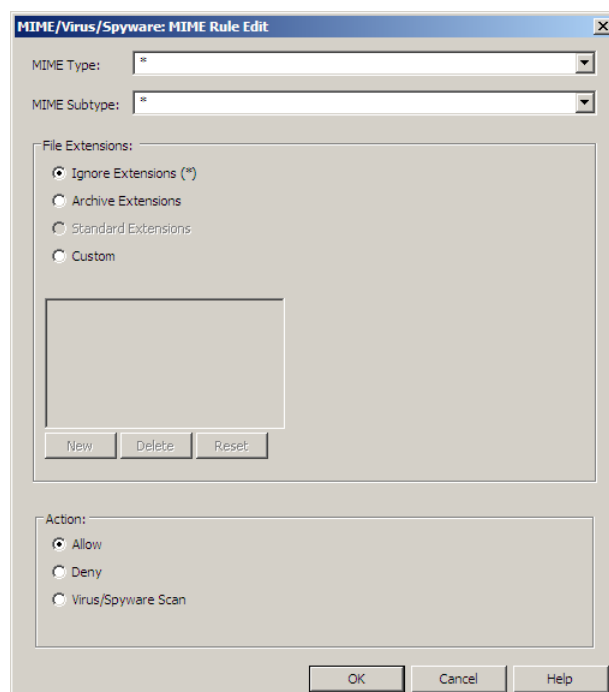 MIME/Virus/Spyware: MIME Rule Edit
MIME Type: *
MIME Subtype: *
File Extensions:
Ignore Extensions (*)
Archive Extensions
Standard Extensions
Custom
New Delete Reset
Action:
Allow
Deny
Virus/Spyware Scan
OK Cancel Help